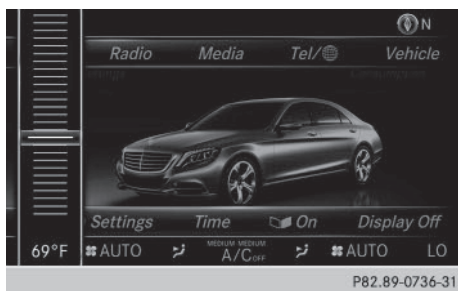 N
Radio Media Tel/ Vehicle
Settings Time On Display Off
MEDIUM MEDIUM
69°F AUTO A/C OFF AUTO LO
P82.89-0736-31